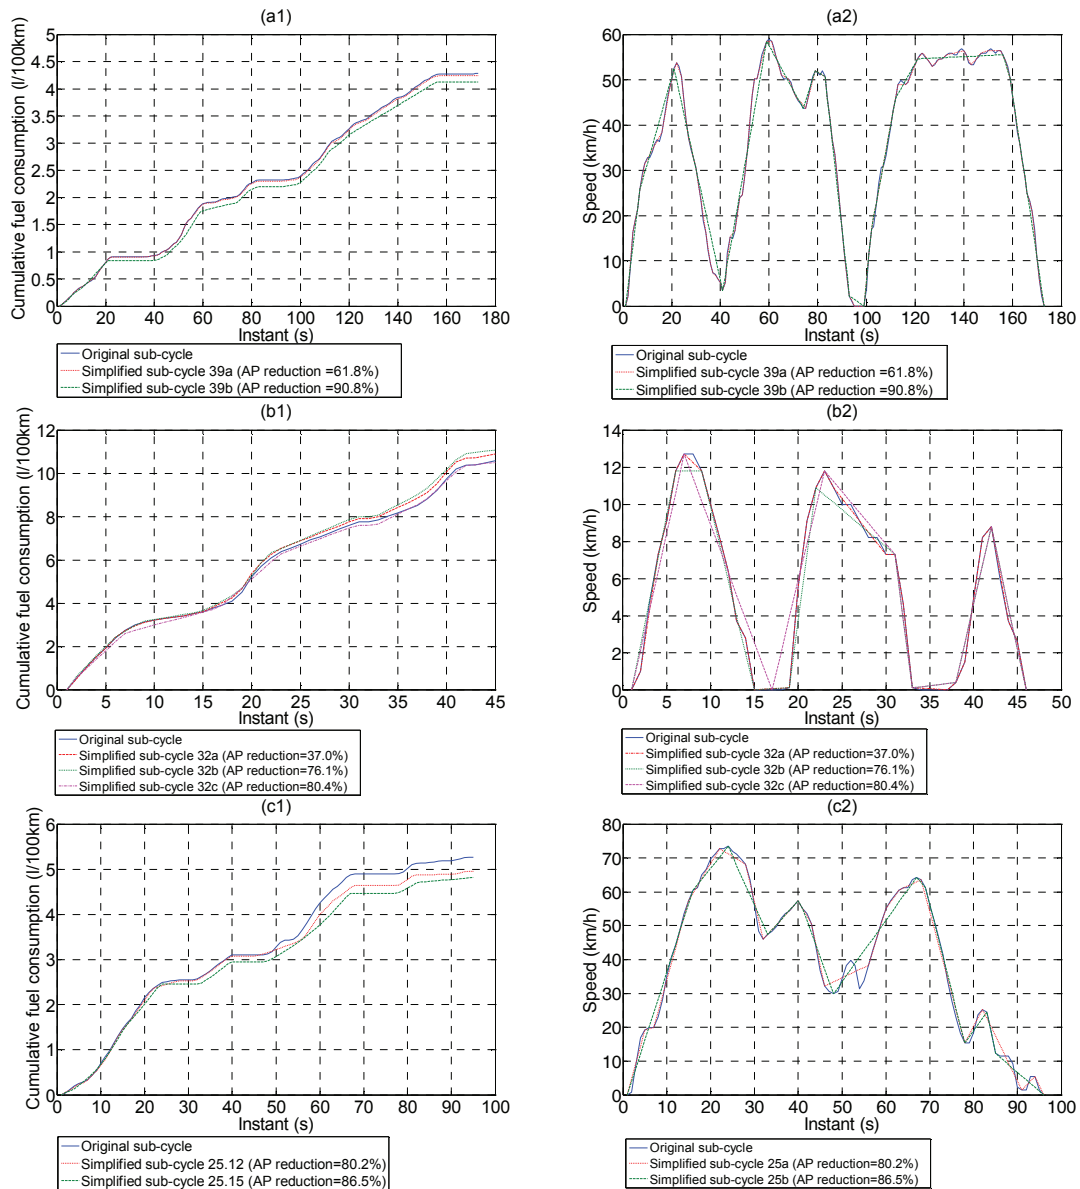 (a1)
Cumulative fuel consumption (l/100km)
5
4.5
4
3.5
3
2.5
2
1.5
1
0.5
0
0 20 40 60 80 100 120 140 160 180
Instant (s)
Original sub-cycle
Simplified sub-cycle 39a (AP reduction =61.8%)
Simplified sub-cycle 39b (AP reduction =90.8%)
(a2)
Speed (km/h)
60
50
40
30
20
10
0
0 20 40 60 80 100 120 140 160 180
Instant (s)
Original sub-cycle
Simplified sub-cycle 39a (AP reduction =61.8%)
Simplified sub-cycle 39b (AP reduction =90.8%)
(b1)
Cumulative fuel consumption (l/100km)
12
10
8
6
4
2
0
0 5 10 15 20 25 30 35 40 45
Instant (s)
Original sub-cycle
Simplified sub-cycle 32a (AP reduction=37.0%)
Simplified sub-cycle 32b (AP reduction=76.1%)
Simplified sub-cycle 32c (AP reduction=80.4%)
(b2)
Speed (km/h)
14
12
10
8
6
4
2
0
0 5 10 15 20 25 30 35 40 45 50
Instant (s)
Original sub-cycle
Simplified sub-cycle 32a (AP reduction=37.0%)
Simplified sub-cycle 32b (AP reduction=76.1%)
Simplified sub-cycle 32c (AP reduction=80.4%)
(c1)
Cumulative fuel consumption (l/100km)
6
5
4
3
2
1
0
0 10 20 30 40 50 60 70 80 90 100
Instant (s)
Original sub-cycle
Simplified sub-cycle 25.12 (AP reduction=80.2%)
Simplified sub-cycle 25.15 (AP reduction=86.5%)
(c2)
Speed (km/h)
80
70
60
50
40
30
20
10
0
0 10 20 30 40 50 60 70 80 90 100
Instant (s)
Original sub-cycle
Simplified sub-cycle 25a (AP reduction=80.2%)
Simplified sub-cycle 25b (AP reduction=86.5%)